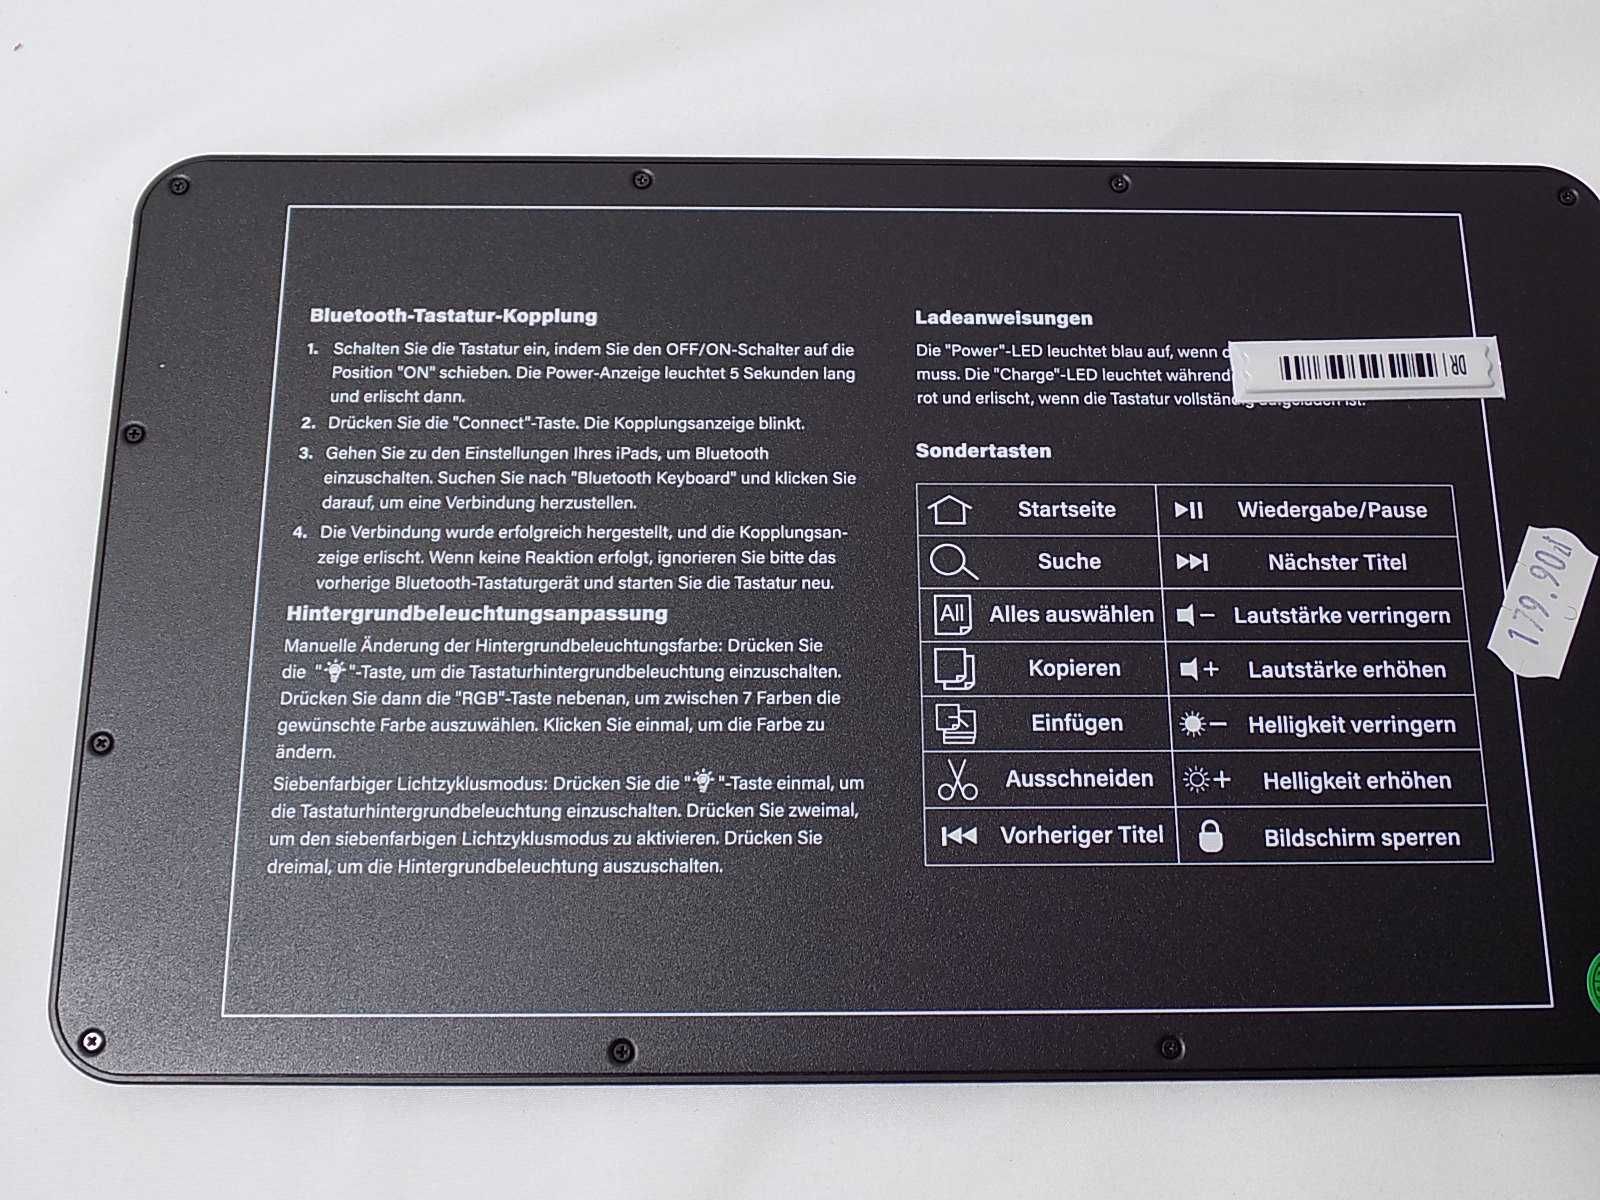 Bluetooth-Tastatur-Kopplung
1. Schalten Sie die Tastatur ein, indem Sie den OFF/ON-Schalter auf die
Position "ON" schieben. Die Power-Anzeige leuchtet 5 Sekunden lang
und erlischt dann.
2. Drücken Sie die "Connect"-Taste. Die Kopplungsanzeige blinkt.
3. Gehen Sie zu den Einstellungen Ihres iPads, um Bluetooth
einzuschalten. Suchen Sie nach "Bluetooth Keyboard" und klicken Sie
darauf, um eine Verbindung herzustellen.
4. Die Verbindung wurde erfolgreich hergestellt, und die Kopplungsan-
zeige erlischt. Wenn keine Reaktion erfolgt, ignorieren Sie bitte das
vorherige Bluetooth-Tastaturgerät und starten Sie die Tastatur neu.
Hintergrundbeleuchtungsanpassung
Manuelle Änderung der Hintergrundbeleuchtungsfarbe: Drücken Sie
die " "-Taste, um die Tastaturhintergrundbeleuchtung einzuschalten.
Drücken Sie dann die "RGB"-Taste nebenan, um zwischen 7 Farben die
gewünschte Farbe auszuwählen. Klicken Sie einmal, um die Farbe zu
ändern.
Siebenfarbiger Lichtzyklusmodus: Drücken Sie die " "-Taste einmal, um
die Tastaturhintergrundbeleuchtung einzuschalten. Drücken Sie zweimal,
um den siebenfarbigen Lichtzyklusmodus zu aktivieren. Drücken Sie
dreimal, um die Hintergrundbeleuchtung auszuschalten.
Ladeanweisungen
Die "Power"-LED leuchtet blau auf, wenn
muss. Die "Charge"-LED leuchtet während
rot und erlischt, wenn die Tastatur vollständig aufgeladen ist.
DR
Sondertasten
Startseite
Wiedergabe/Pause
Suche
Nächster Titel
All Alles auswählen
Lautstärke verringern
Kopieren
Lautstärke erhöhen
Einfügen
Helligkeit verringern
Ausschneiden
Helligkeit erhöhen
Vorheriger Titel
Bildschirm sperren
179.90zł